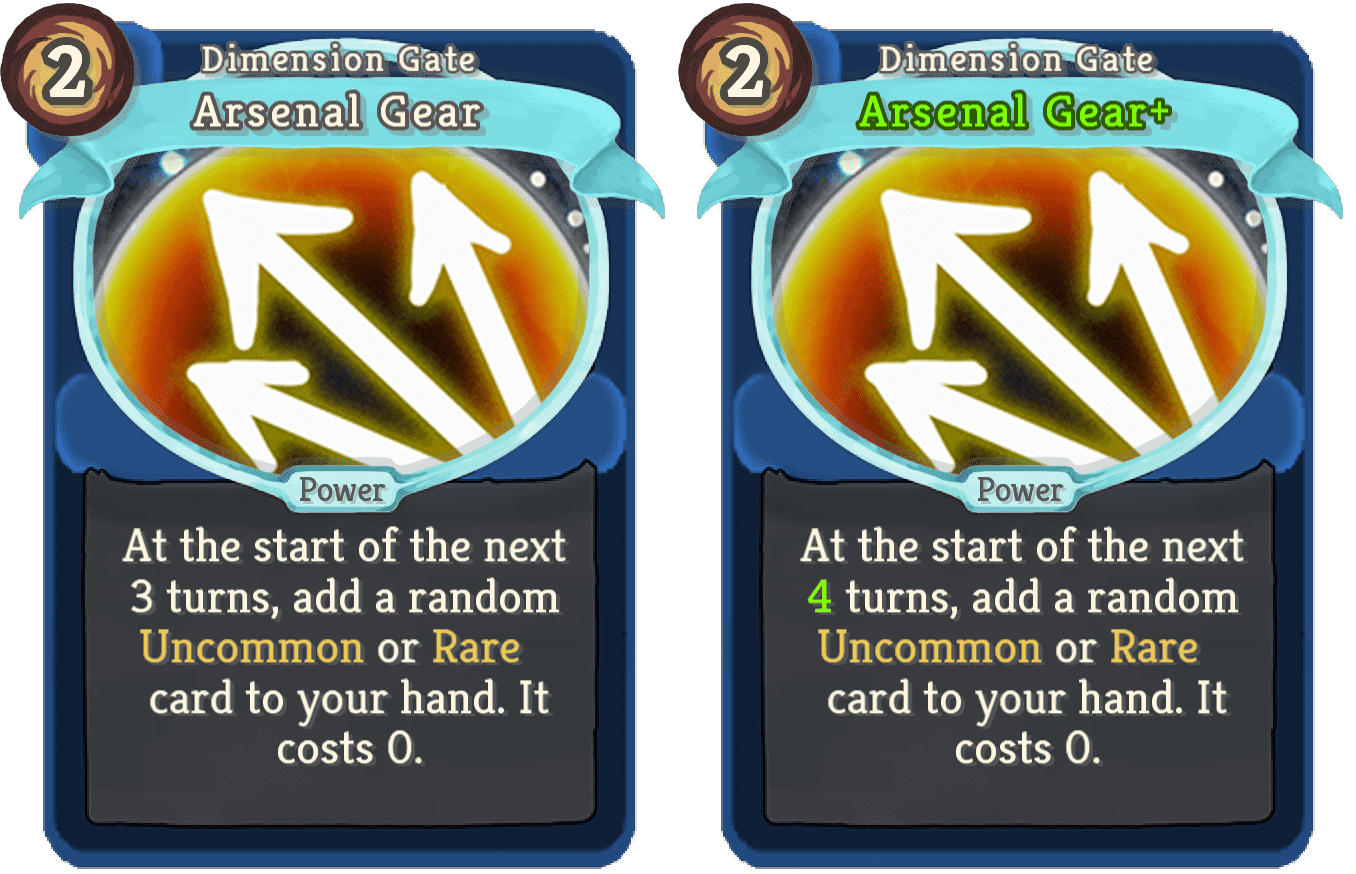 2
Dimension Gate
Arsenal Gear
Power
At the start of the next
3 turns, add a random
Uncommon or Rare
card to your hand. It
costs 0.
2
Dimension Gate
Arsenal Gear+
Power
At the start of the next
4 turns, add a random
Uncommon or Rare
card to your hand. It
costs 0.